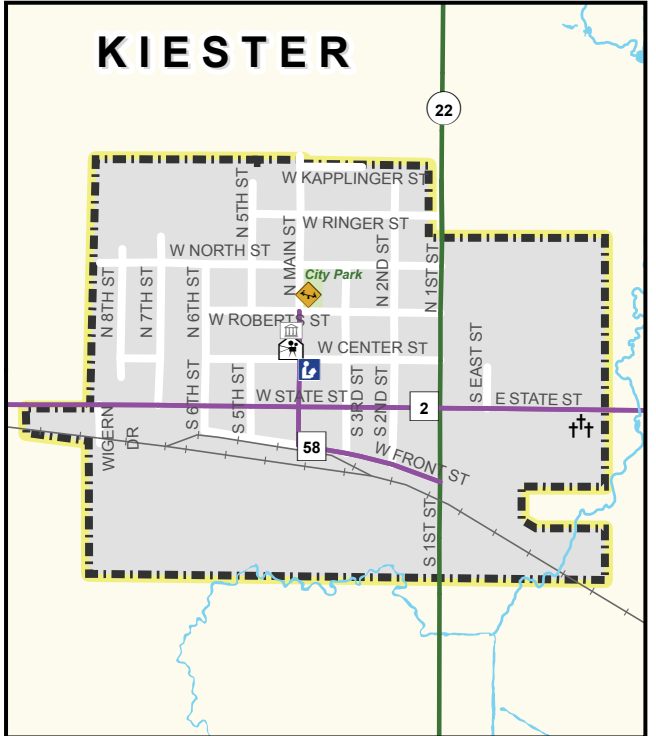 KIESTER
22
W KAPPLINGER ST
N 5TH ST
W RINGER ST
N MAIN ST
W NORTH ST
N 2ND ST
N 1ST ST
City Park
N 8TH ST
N 7TH ST
N 6TH ST
W ROBERTS ST
W CENTER ST
S EAST ST
S 6TH ST
S 5TH ST
W STATE ST
S 3RD ST
S 2ND ST
2
E STATE ST
WIGERN
DR
58
W FRONT ST
S 1ST ST